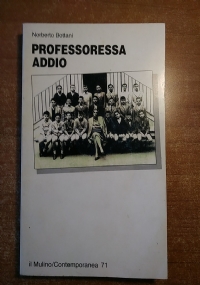 Norberto Bottani
PROFESSORESSA
ADDIO
il Mulino/Contemporanea 71